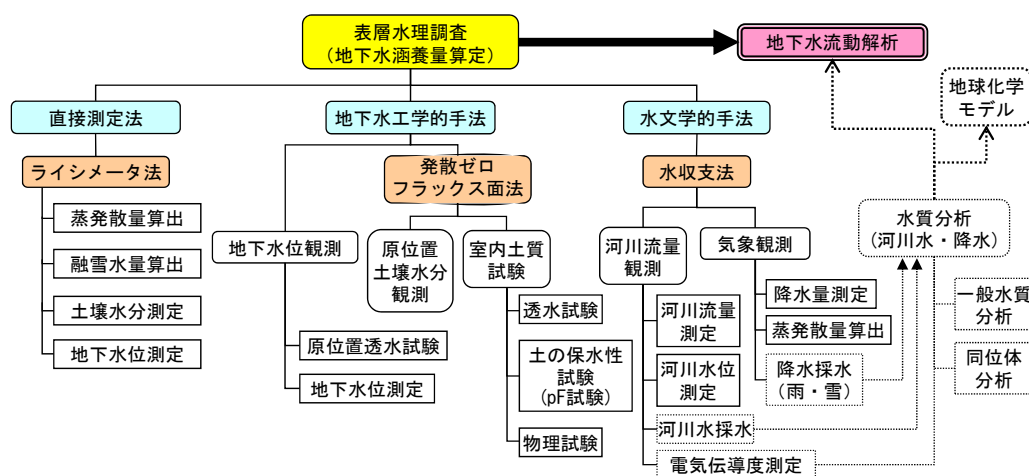 表層水理調査
(地下水涵養量算定)
地下水流動解析
地球化学
モデル
直接測定法
地下水工学的手法
水文学的手法
ライシメータ法
発散ゼロ
フラックス面法
水収支法
蒸発散量算出
融雪水量算出
土壌水分測定
地下水位測定
地下水位観測
原位置
土壌水分
観測
室内土質
試験
河川流量
観測
気象観測
水質分析
(河川水・降水)
原位置透水試験
地下水位測定
透水試験
土の保水性
試験
(pF試験)
物理試験
河川流量
測定
河川水位
測定
河川水採水
電気伝導度測定
降水量測定
蒸発散量算出
降水採水
(雨・雪)
一般水質
分析
同位体
分析